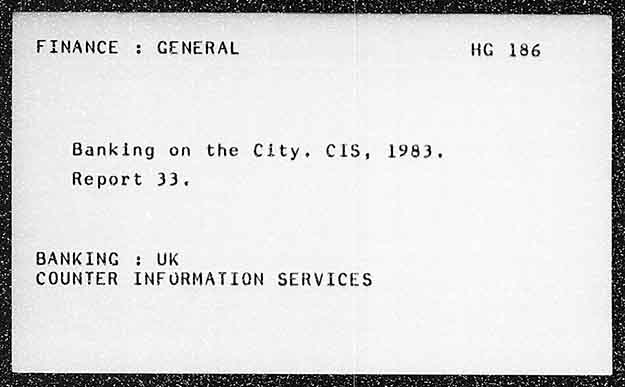 FINANCE : GENERAL HG 186
Banking on the City. CIS, 1983.
Report 33.
BANKING : UK
COUNTER INFORMATION SERVICES